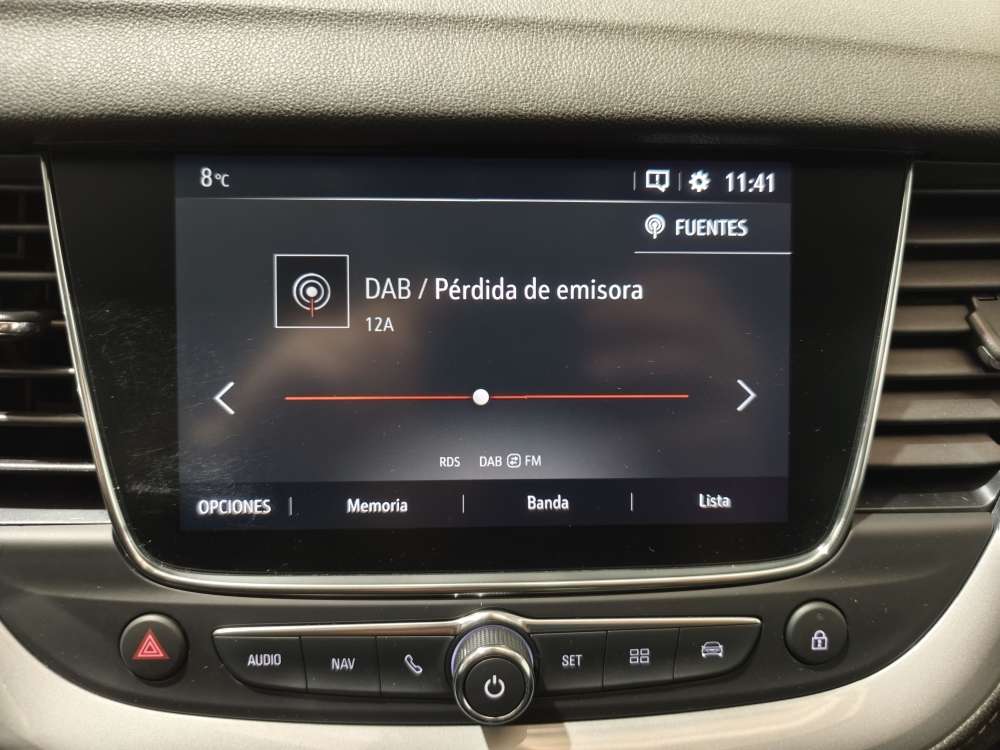 8°C
11:41
FUENTES
DAB / Pérdida de emisora
12A
RDS DAB FM
OPCIONES Memoria Banda Lista
AUDIO NAV SET